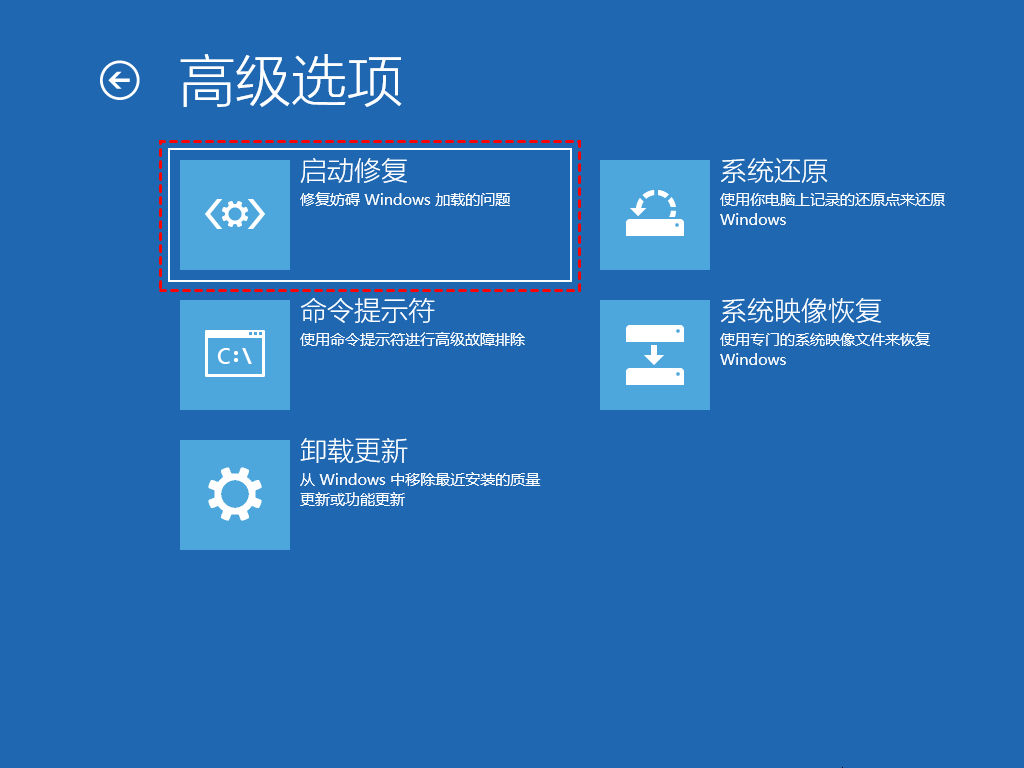 高级选项
启动修复
修复妨碍 Windows 加载的问题
系统还原
使用你电脑上记录的还原点来还原
Windows
命令提示符
使用命令提示符进行高级故障排除
C:\
系统映像恢复
使用专门的系统映像文件来恢复
Windows
卸载更新
从 Windows 中移除最近安装的质量
更新或功能更新